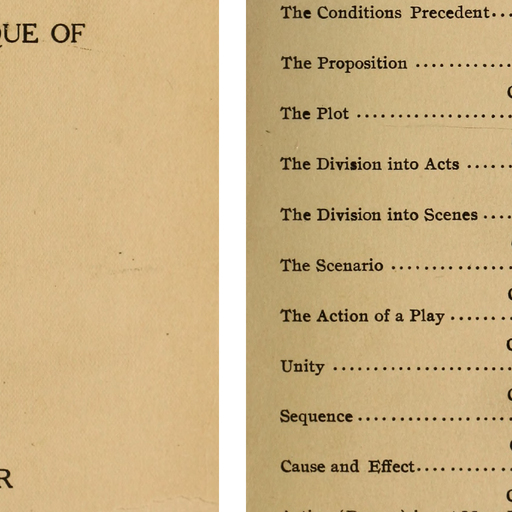 QUE OF
R
The Conditions Precedent...
The Proposition ..........
The Plot ................
The Division into Acts .....
The Division into Scenes ....
The Scenario ............
The Action of a Play .......
Unity ..................
Sequence ................
Cause and Effect..........